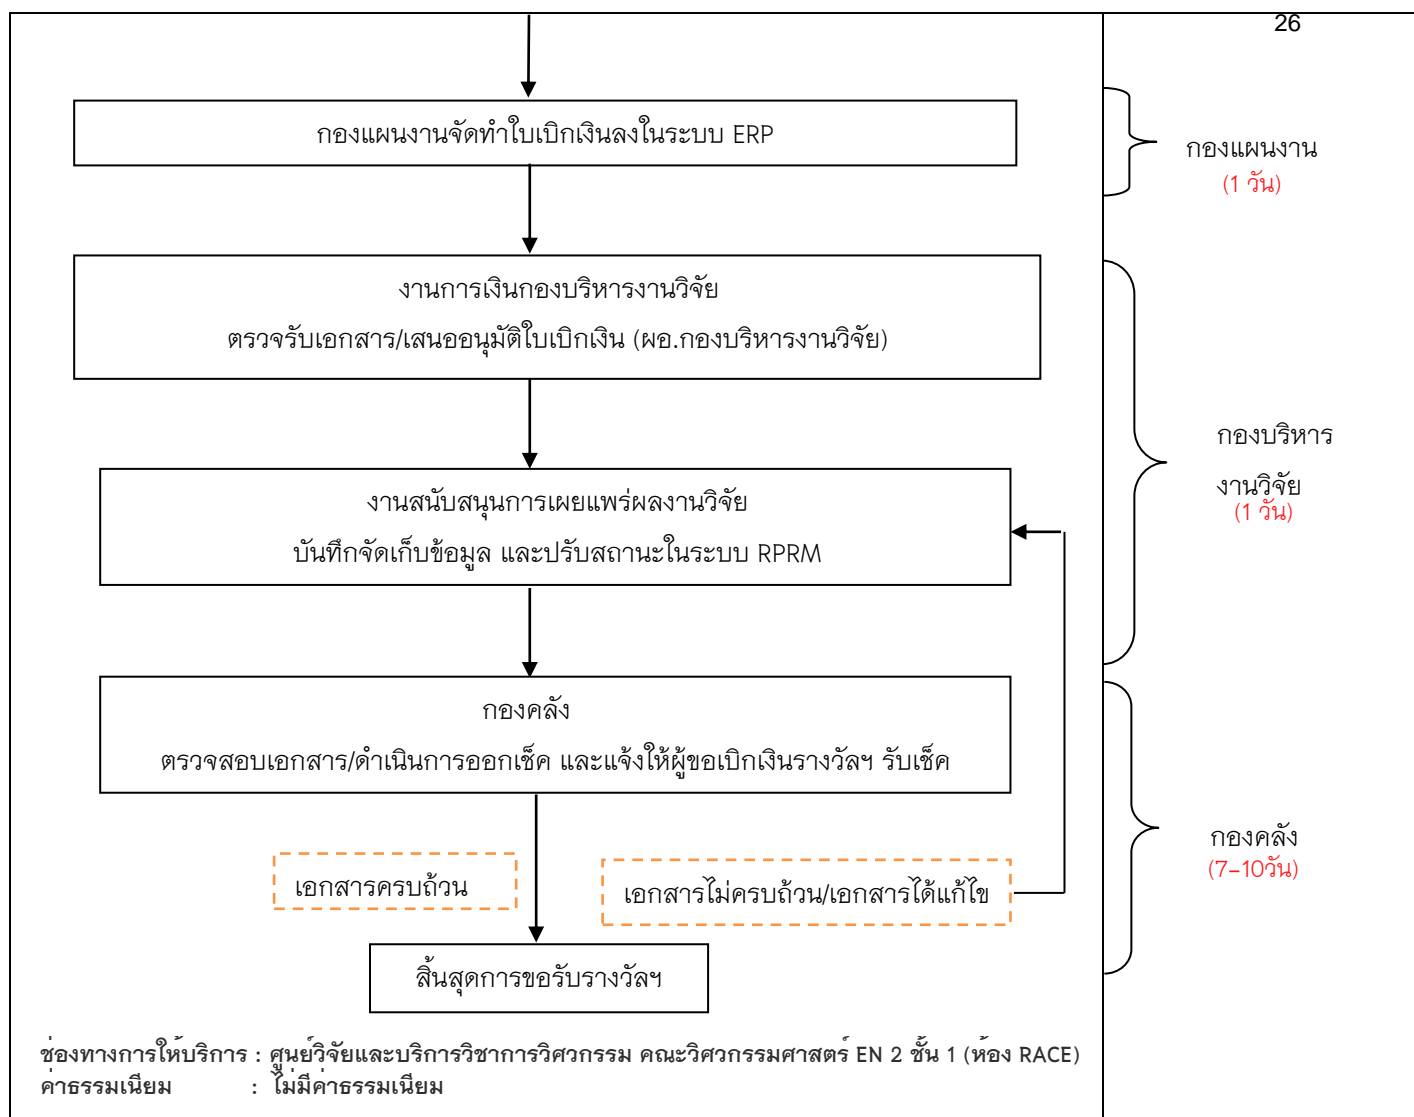 26
กองแผนงานจัดทำใบเบิกเงินลงในระบบ ERP
กองแผนงาน
(1 วัน)
งานการเงินกองบริหารงานวิจัย
ตรวจรับเอกสาร/เสนออนุมัติใบเบิกเงิน (ผอ.กองบริหารงานวิจัย)
กองบริหาร
งานวิจัย
(1 วัน)
งานสนับสนุนการเผยแพร่ผลงานวิจัย
บันทึกจัดเก็บข้อมูล และปรับสถานะในระบบ RPRM
กองคลัง
ตรวจสอบเอกสาร/ดำเนินการออกเช็ค และแจ้งให้ผู้ขอเบิกเงินรางวัลฯ รับเช็ค
กองคลัง
(7-10วัน)
เอกสารครบถ้วน
เอกสารไม่ครบถ้วน/เอกสารได้แก้ไข
สิ้นสุดการขอรับรางวัลฯ
ช่องทางการให้บริการ : ศูนย์วิจัยและบริการวิชาการวิศวกรรม คณะวิศวกรรมศาสตร์ EN 2 ชั้น 1 (ห้อง RACE)
ค่าธรรมเนียม : ไม่มีค่าธรรมเนียม